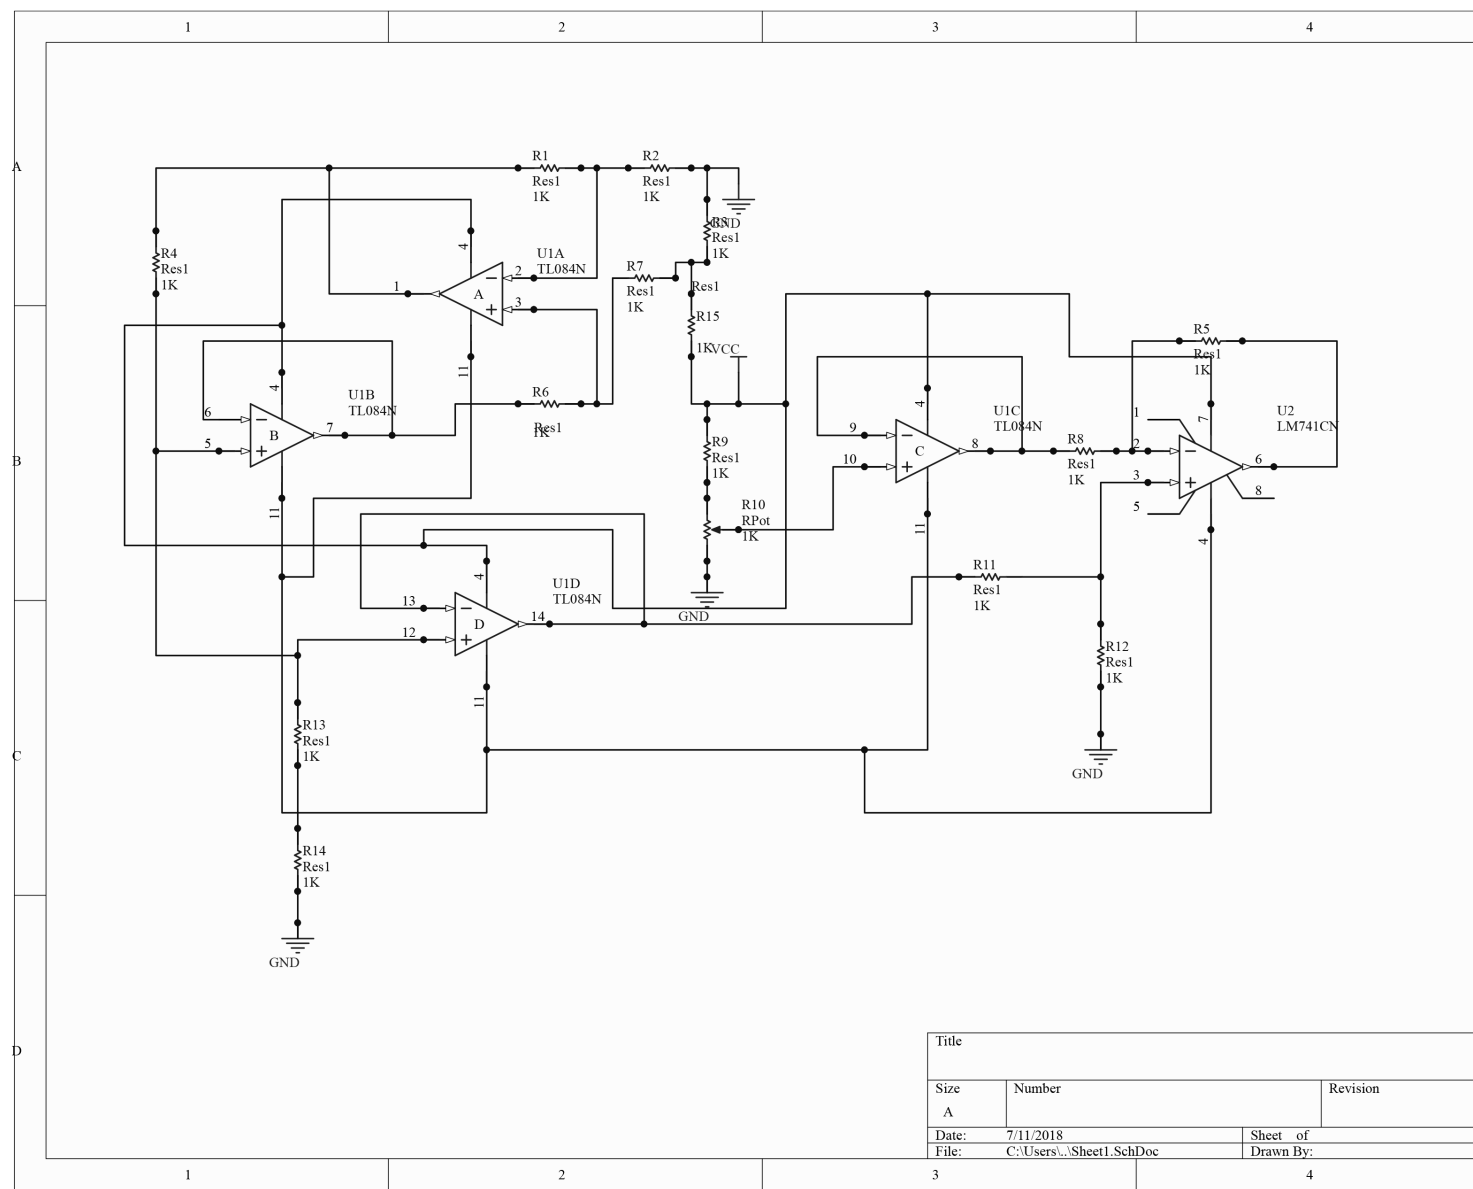 1 2 3 4
A
B
C
D
R1
Res1
1K
R2
Res1
1K
GND
R3
Res1
1K
R4
Res1
1K
4
U1A
TL084N
2
3
1
A
11
R7
Res1
1K
Res1
R15
1K
VCC
R5
Res1
1K
4
U1B
TL084N
6
5
7
B
11
R6
Res1
1K
R9
Res1
1K
R10
RPot
1K
GND
4
U1C
TL084N
9
10
8
C
11
R8
Res1
1K
U2
LM741CN
1
7
2
3
6
5
8
4
4
U1D
TL084N
13
12
14
D
11
R11
Res1
1K
R12
Res1
1K
GND
R13
Res1
1K
R14
Res1
1K
GND
Title
Size Number Revision
A
Date: 7/11/2018 Sheet of
File: C:\Users\..\Sheet1.SchDoc Drawn By:
1 2 3 4